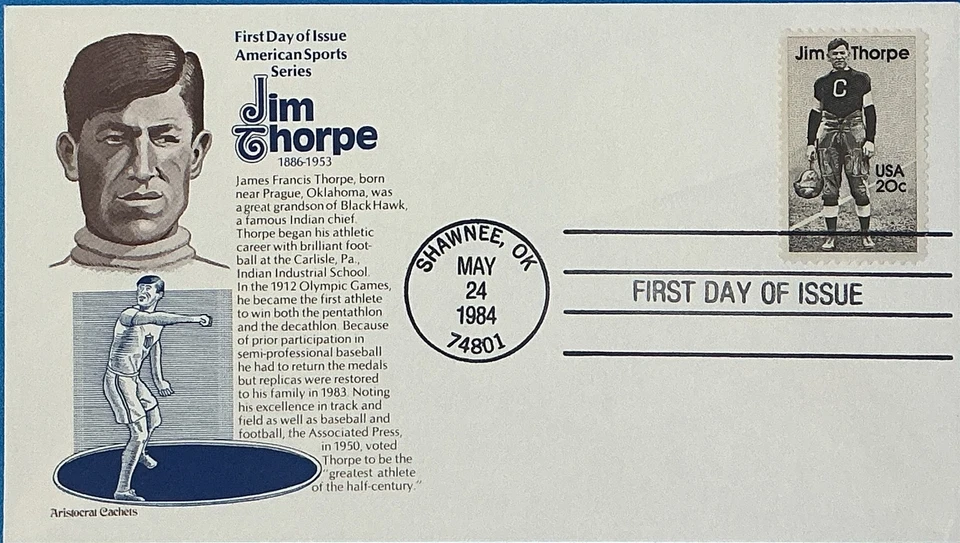 First Day of Issue
American Sports
Series
Jim
Thorpe
1886-1953
James Francis Thorpe, born
near Prague, Oklahoma, was
a great grandson of Black Hawk,
a famous Indian chief.
Thorpe began his athletic
career with brilliant foot-
ball at the Carlisle, Pa.,
Indian Industrial School.
In the 1912 Olympic Games,
he became the first athlete
to win both the pentathlon
and the decathlon. Because
of prior participation in
semi-professional baseball
he had to return the medals
but replicas were restored
to his family in 1983. Noting
his excellence in track and
field as well as baseball and
football, the Associated Press,
in 1950, voted
Thorpe to be the
"greatest athlete
of the half-century."
Aristocrat Cachets
SHAWNEE, OK
MAY
24
1984
74801
Jim Thorpe
C
USA
20c
FIRST DAY OF ISSUE